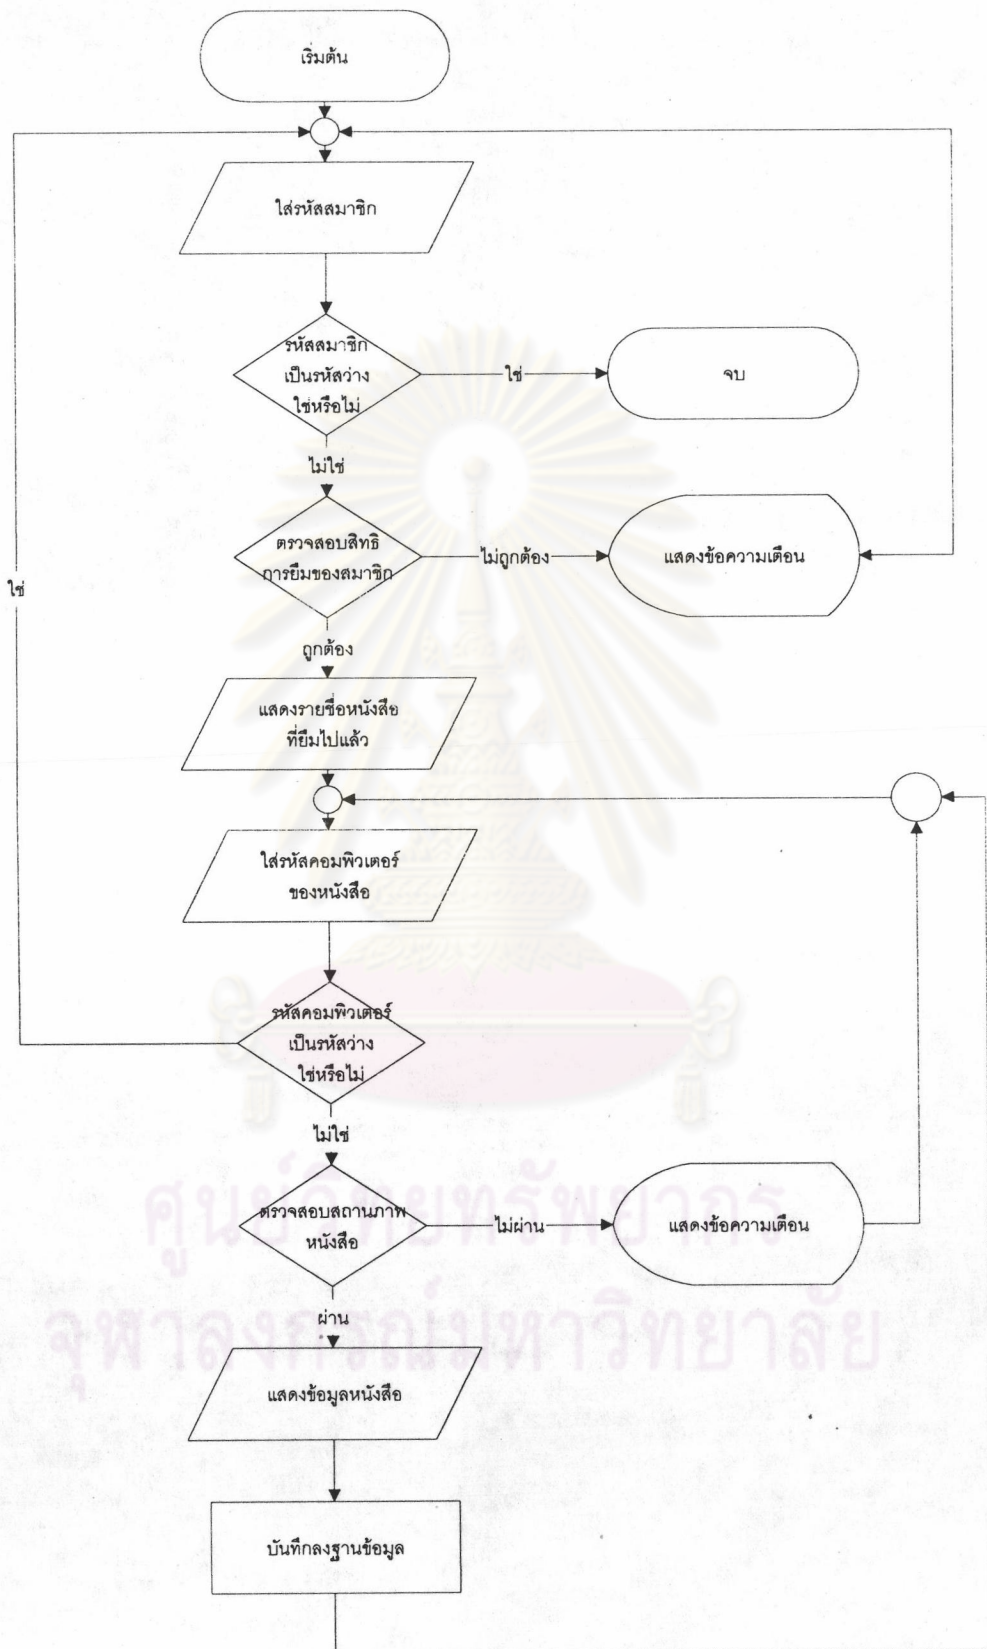 เริ่มต้น
ใส่รหัสสมาชิก
รหัสสมาชิก
เป็นรหัสว่าง
ใช่หรือไม่
ใช่
จบ
ไม่ใช่
ตรวจสอบสิทธิ
การยืมของสมาชิก
ไม่ถูกต้อง
แสดงข้อความเตือน
ใช่
ถูกต้อง
แสดงรายชื่อหนังสือ
ที่ยืมไปแล้ว
ใส่รหัสคอมพิวเตอร์
ของหนังสือ
รหัสคอมพิวเตอร์
เป็นรหัสว่าง
ใช่หรือไม่
ไม่ใช่
ตรวจสอบสถานภาพ
หนังสือ
ไม่ผ่าน
แสดงข้อความเตือน
ผ่าน
แสดงข้อมูลหนังสือ
บันทึกลงฐานข้อมูล
ศูนย์วิทยทรัพยากร
จุฬาลงกรณ์มหาวิทยาลัย